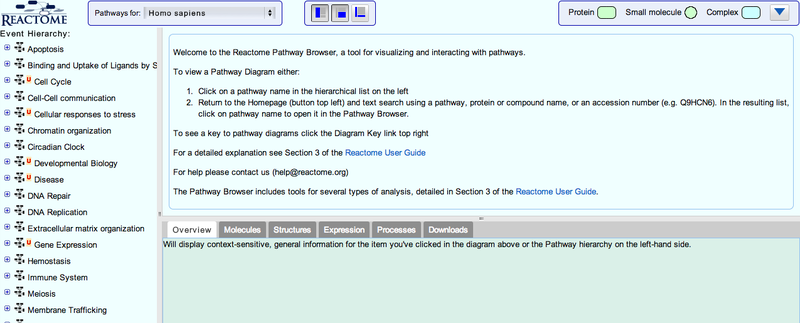 REACTOME
Pathways for: Homo sapiens
Protein Small molecule Complex
Event Hierarchy:
Apoptosis
Binding and Uptake of Ligands by S
U Cell Cycle
Cell-Cell communication
U Cellular responses to stress
Chromatin organization
Circadian Clock
U Developmental Biology
U Disease
DNA Repair
DNA Replication
Extracellular matrix organization
U Gene Expression
Hemostasis
Immune System
Meiosis
Membrane Trafficking
Welcome to the Reactome Pathway Browser, a tool for visualizing and interacting with pathways.
To view a Pathway Diagram either:
1. Click on a pathway name in the hierarchical list on the left
2. Return to the Homepage (button top left) and text search using a pathway, protein or compound name, or an accession number (e.g. Q9HCN6). In the resulting list,
click on pathway name to open it in the Pathway Browser.
To see a key to pathway diagrams click the Diagram Key link top right
For a detailed explanation see Section 3 of the Reactome User Guide
For help please contact us (help@reactome.org)
The Pathway Browser includes tools for several types of analysis, detailed in Section 3 of the Reactome User Guide.
Overview Molecules Structures Expression Processes Downloads
Will display context-sensitive, general information for the item you've clicked in the diagram above or the Pathway hierarchy on the left-hand side.